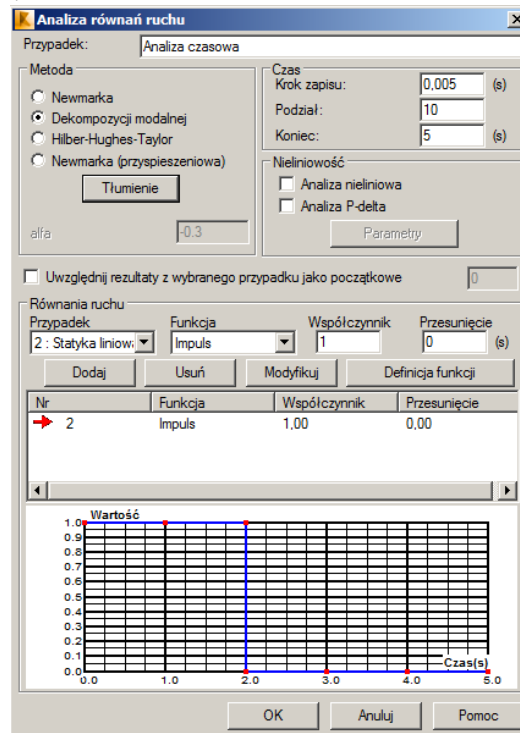 Analiza równań ruchu
Przypadek: Analiza czasowa
Metoda
Newmarka
Dekompozycji modalnej
Hilber-Hughes-Taylor
Newmarka (przyspieszeniowa)
Tłumienie
alfa -0.3
Czas
Krok zapisu: 0,005 (s)
Podział: 10
Koniec: 5 (s)
Nieliniowość
Analiza nieliniowa
Analiza P-delta
Parametry
Uwzględnij rezultaty z wybranego przypadku jako początkowe 0
Równania ruchu
Przypadek Funkcja Współczynnik Przesunięcie
2 : Statyka liniowa Impuls 1 0 (s)
Dodaj Usuń Modyfikuj Definicja funkcji
Nr Funkcja Współczynnik Przesunięcie
2 Impuls 1,00 0,00
Wartość
1.0
0.9
0.8
0.7
0.6
0.5
0.4
0.3
0.2
0.1
0.0
Czas(s)
0.0 1.0 2.0 3.0 4.0 5.0
OK Anuluj Pomoc